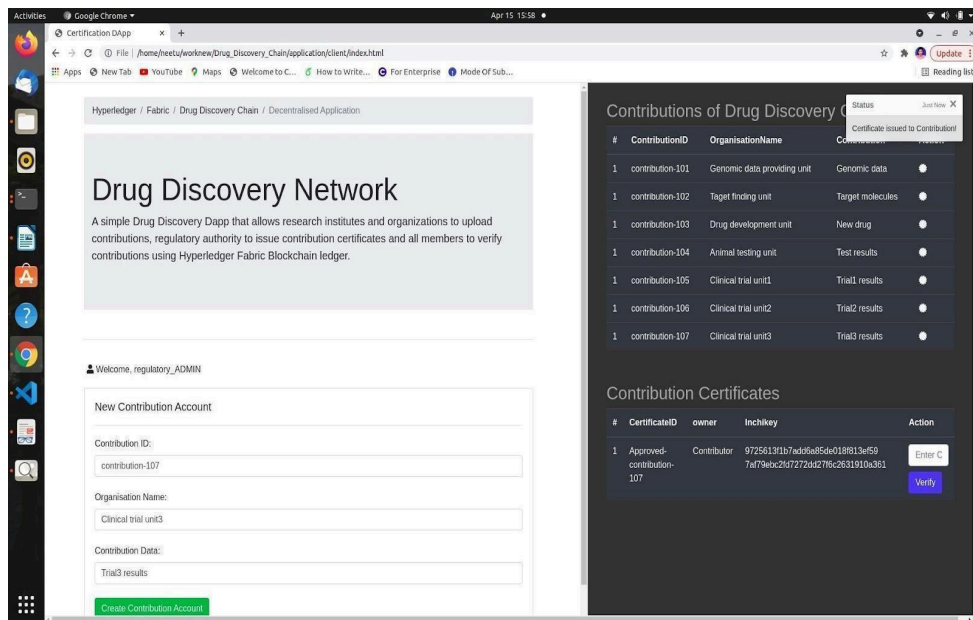 Activities
Google Chrome
Apr 15 15:58
Certification DApp
File
/home/neetu/worknew/Drug_Discovery_Chain/application/client/index.html
Update
Apps
New Tab
YouTube
Maps
Welcome to C...
How to Write...
For Enterprise
Mode Of Sub...
Reading list
Hyperledger / Fabric / Drug Discovery Chain / Decentralised Application
Drug Discovery Network
A simple Drug Discovery Dapp that allows research institutes and organizations to upload
contributions, regulatory authority to issue contribution certificates and all members to verify
contributions using Hyperledger Fabric Blockchain ledger.
Welcome, regulatory_ADMIN
New Contribution Account
Contribution ID:
contribution-107
Organisation Name:
Clinical trial unit3
Contribution Data:
Trial3 results
Create Contribution Account
Contributions of Drug Discovery
Status Just Now X
Certificate issued to Contribution!
# ContributionID OrganisationName
1 contribution-101 Genomic data providing unit Genomic data
1 contribution-102 Taget finding unit Target molecules
1 contribution-103 Drug development unit New drug
1 contribution-104 Animal testing unit Test results
1 contribution-105 Clinical trial unit1 Trial1 results
1 contribution-106 Clinical trial unit2 Trial2 results
1 contribution-107 Clinical trial unit3 Trial3 results
Contribution Certificates
# CertificateID owner Inchikey Action
1 Approved-contribution-107 Contributor 9725613f1b7add6a85de018f813ef59
7af79ebc2fd7272dd27f6c2631910a361
Enter C
Verify